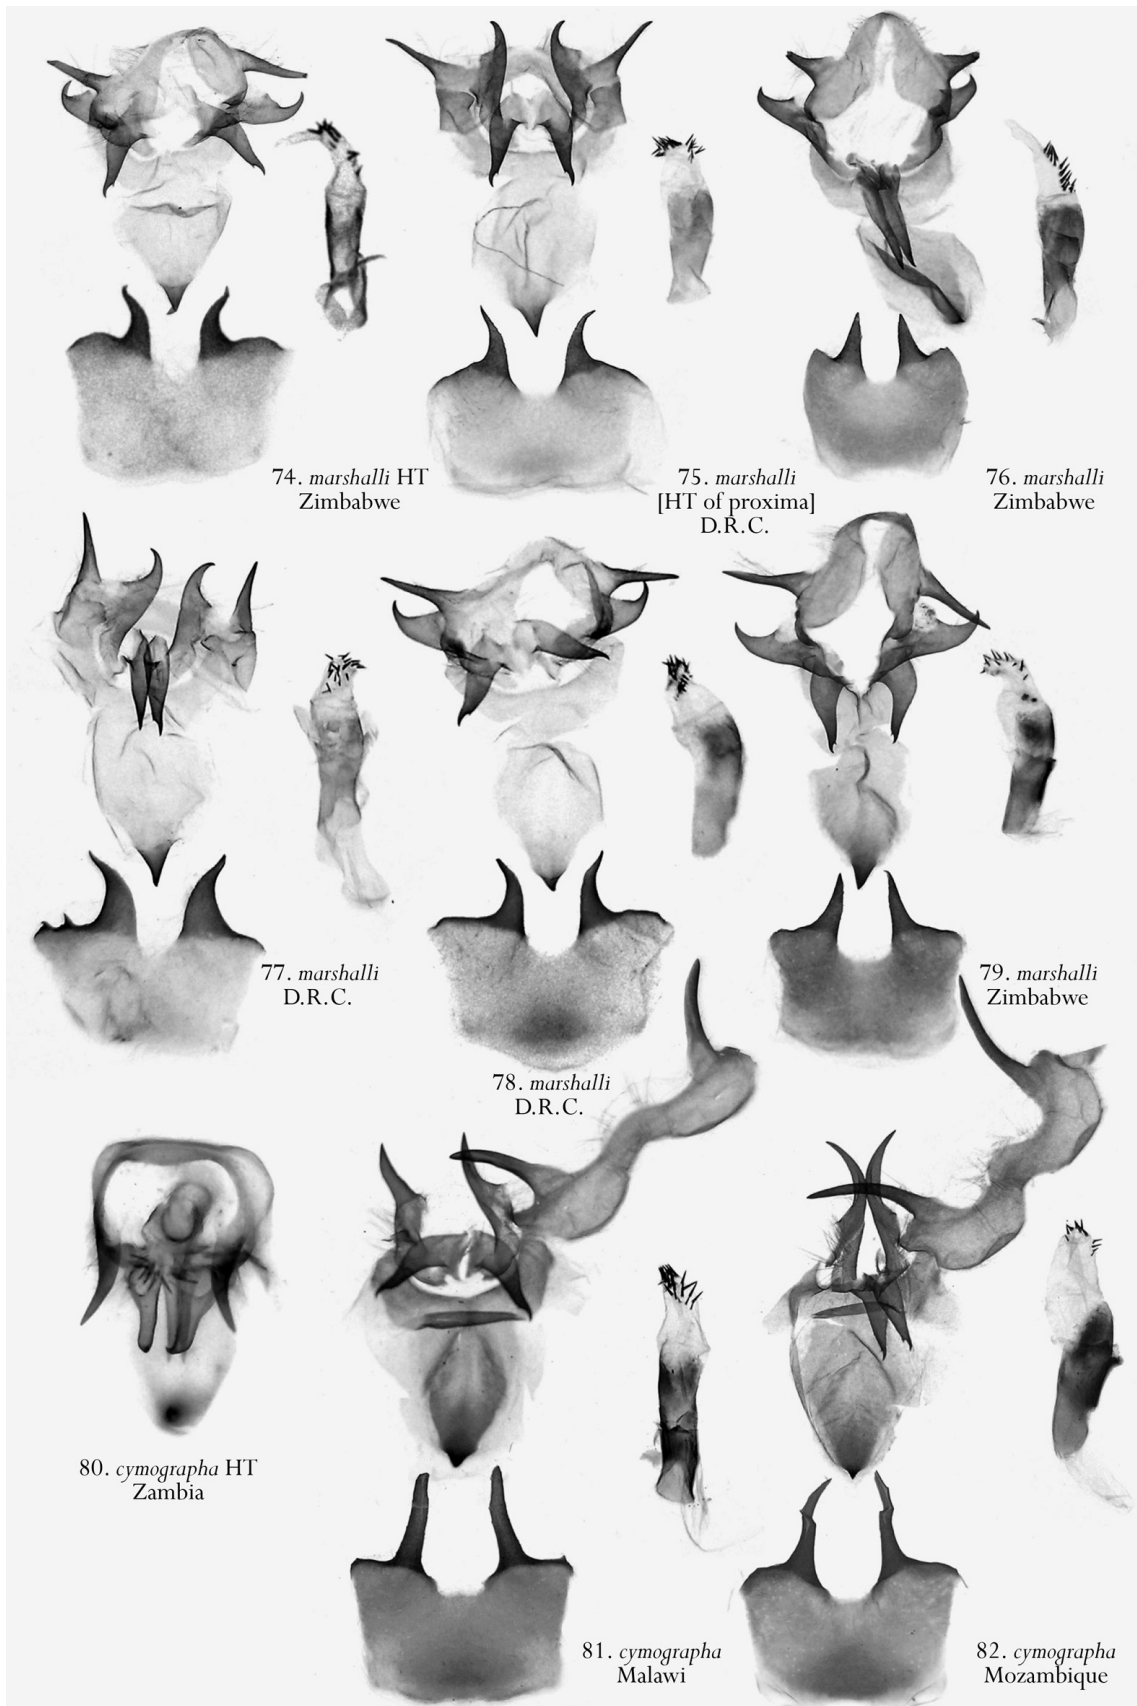 74. marshalli HT
Zimbabwe
75. marshalli
[HT of proxima]
D.R.C.
76. marshalli
Zimbabwe
77. marshalli
D.R.C.
78. marshalli
D.R.C.
79. marshalli
Zimbabwe
80. cymographa HT
Zambia
81. cymographa
Malawi
82. cymographa
Mozambique